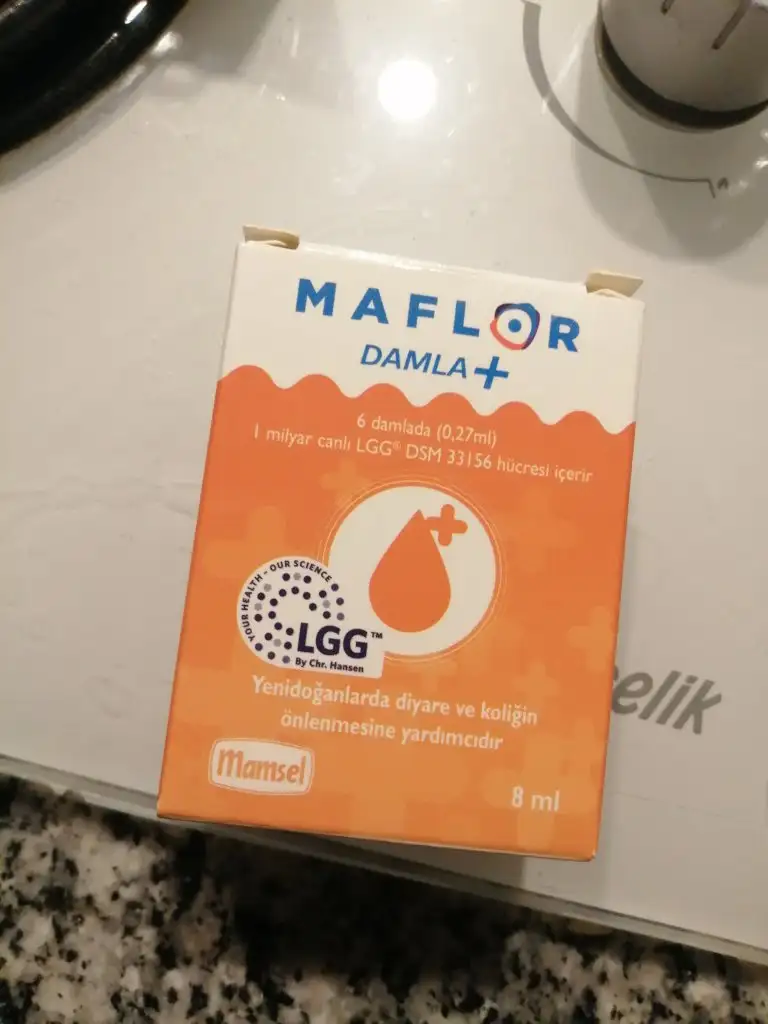 MAFLOR
DAMLA+
6 damlada (0,27ml)
1 milyar canlı LGG® DSM 33156 hücresi içerir
YOUR HEALTH - OUR SCIENCE
LGG™
By Chr. Hansen
Yenidoğanlarda diyare ve koliğin
önlenmesine yardımcıdır
Mamsel
8 ml
elik